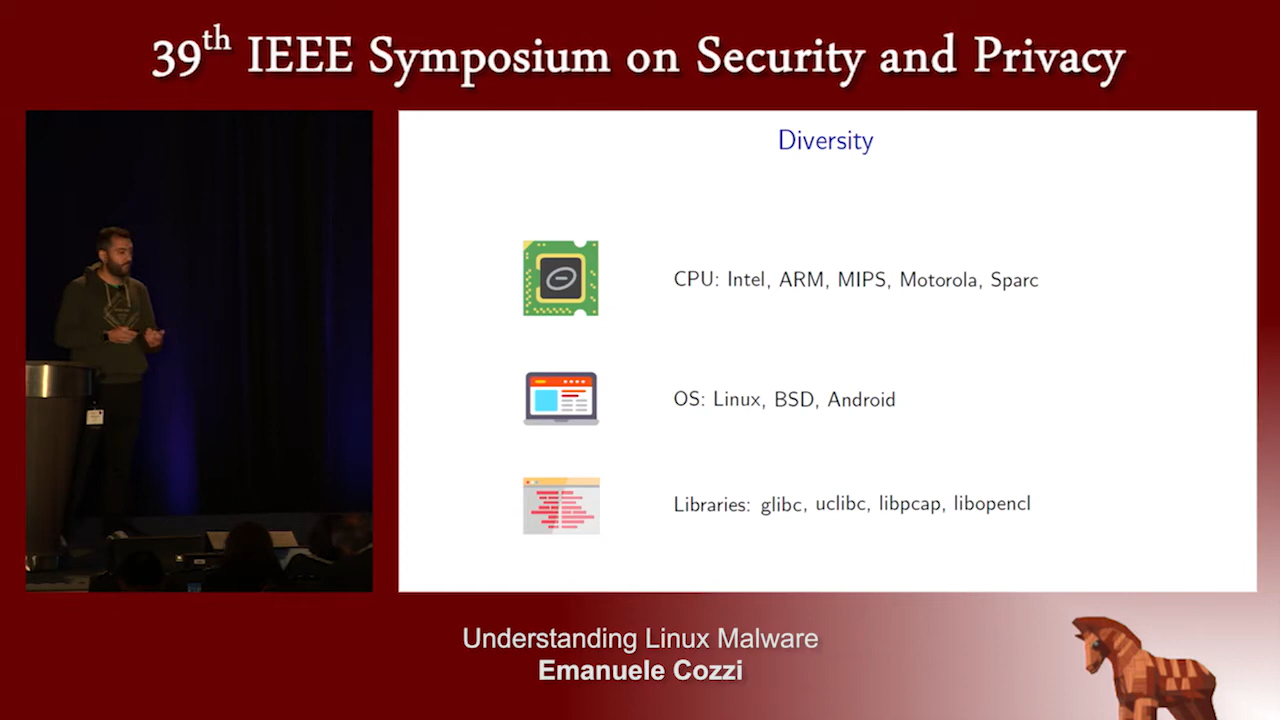 39th IEEE Symposium on Security and Privacy
Diversity
CPU: Intel, ARM, MIPS, Motorola, Sparc
OS: Linux, BSD, Android
Libraries: glibc, uclibc, libpcap, libopencl
Understanding Linux Malware
Emanuele Cozzi